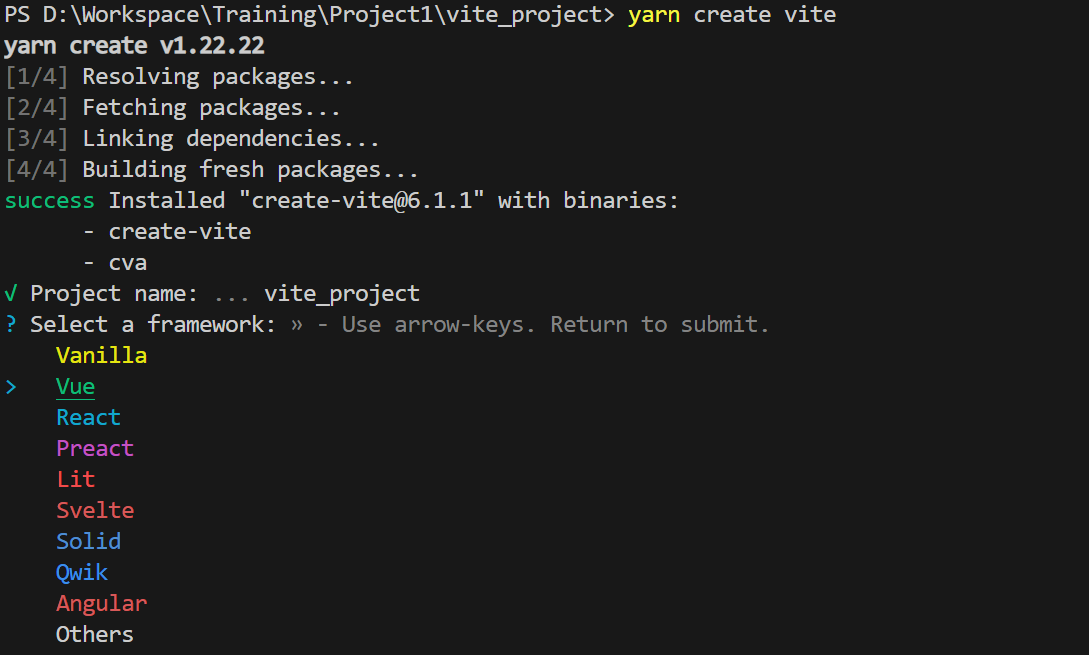 PS D:\Workspace\Training\Project1\vite_project> yarn create vite
yarn create v1.22.22
[1/4] Resolving packages...
[2/4] Fetching packages...
[3/4] Linking dependencies...
[4/4] Building fresh packages...
success Installed "create-vite@6.1.1" with binaries:
      - create-vite
      - cva
√ Project name: ... vite_project
? Select a framework: » - Use arrow-keys. Return to submit.
    Vanilla
>   Vue
    React
    Preact
    Lit
    Svelte
    Solid
    Qwik
    Angular
    Others